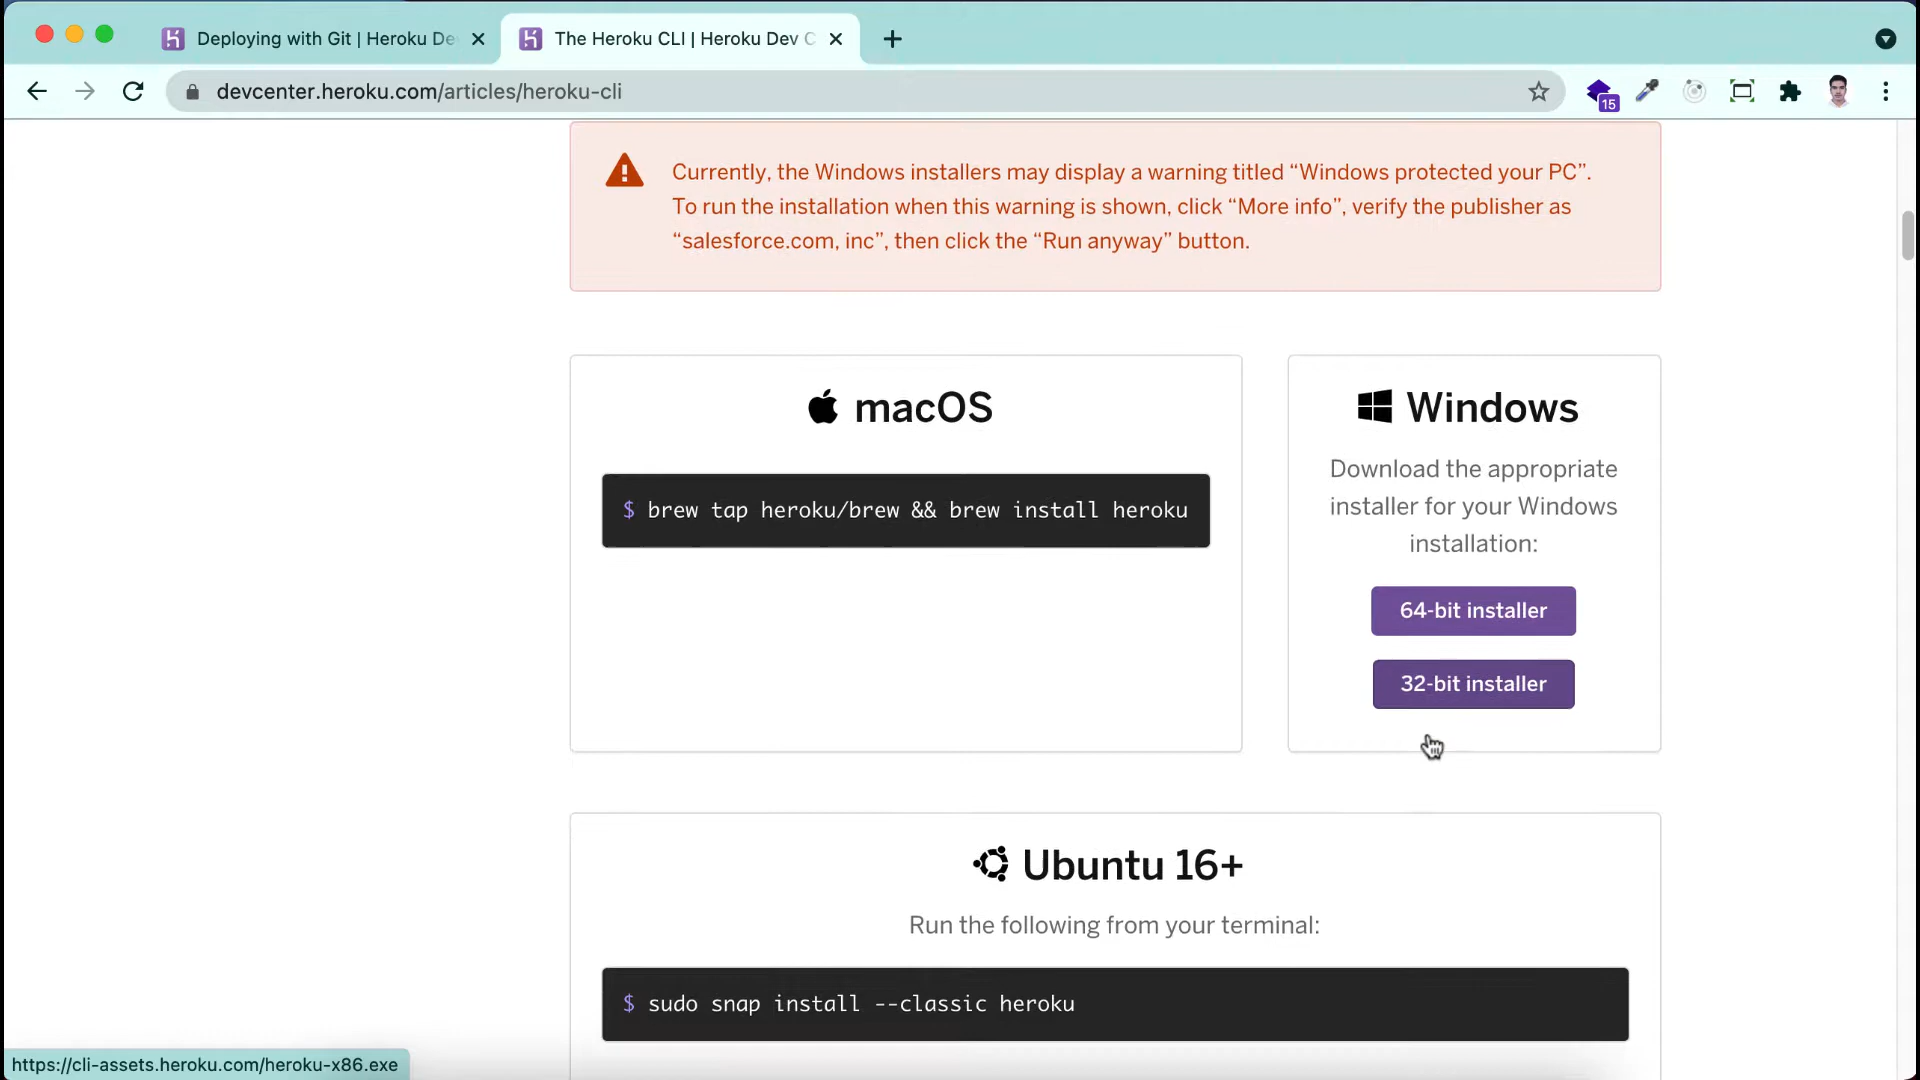 Deploying with Git | Heroku De
The Heroku CLI | Heroku Dev C
devcenter.heroku.com/articles/heroku-cli
15
Currently, the Windows installers may display a warning titled “Windows protected your PC”.
To run the installation when this warning is shown, click “More info”, verify the publisher as
“salesforce.com, inc”, then click the “Run anyway” button.
macOS
$ brew tap heroku/brew && brew install heroku
Windows
Download the appropriate
installer for your Windows
installation:
64-bit installer
32-bit installer
Ubuntu 16+
Run the following from your terminal:
$ sudo snap install --classic heroku
https://cli-assets.heroku.com/heroku-x86.exe